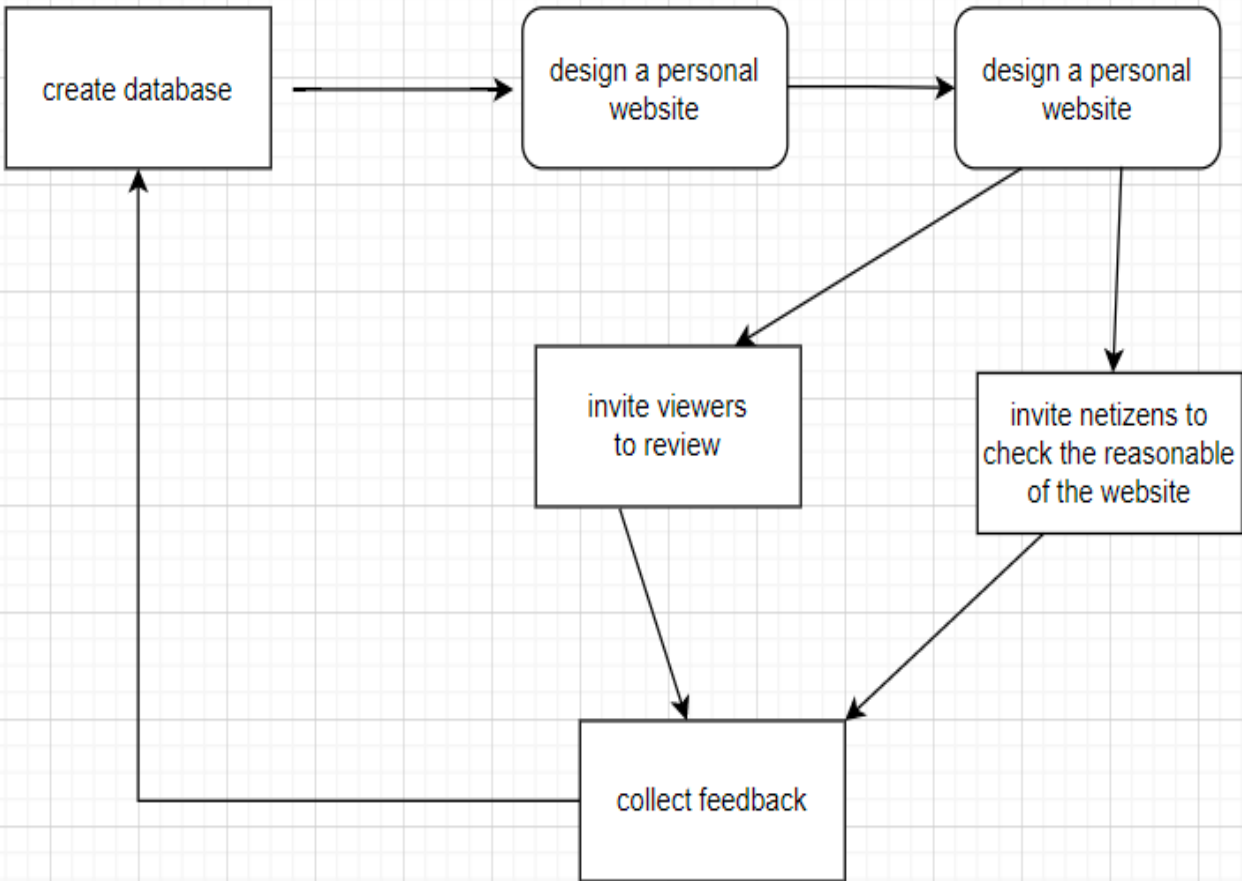 create database
design a personal
website
design a personal
website
invite viewers
to review
invite netizens to
check the reasonable
of the website
collect feedback